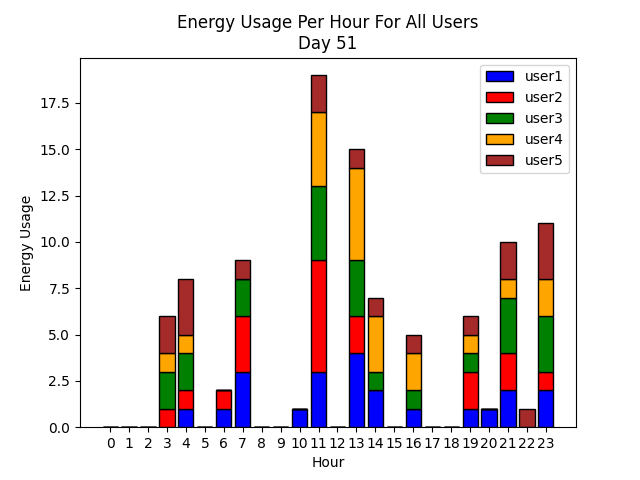 Energy Usage Per Hour For All Users
Day 51
user1
user2
user3
user4
user5
Energy Usage
17.5
15.0
12.5
10.0
7.5
5.0
2.5
0.0
0 1 2 3 4 5 6 7 8 9 10 11 12 13 14 15 16 17 18 19 20 21 22 23
Hour